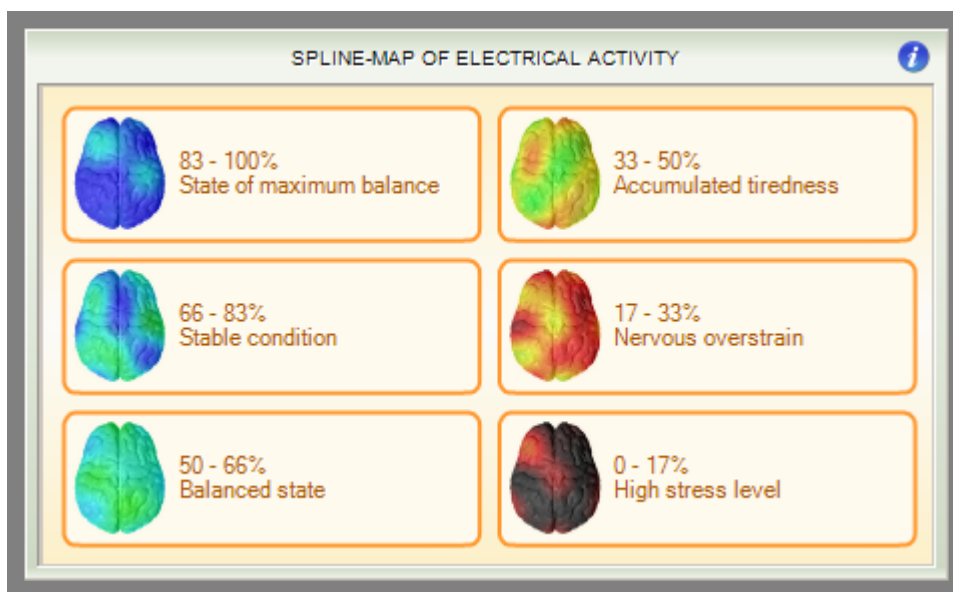 SPLINE-MAP OF ELECTRICAL ACTIVITY
i
83 - 100%
State of maximum balance
33 - 50%
Accumulated tiredness
66 - 83%
Stable condition
17 - 33%
Nervous overstrain
50 - 66%
Balanced state
0 - 17%
High stress level